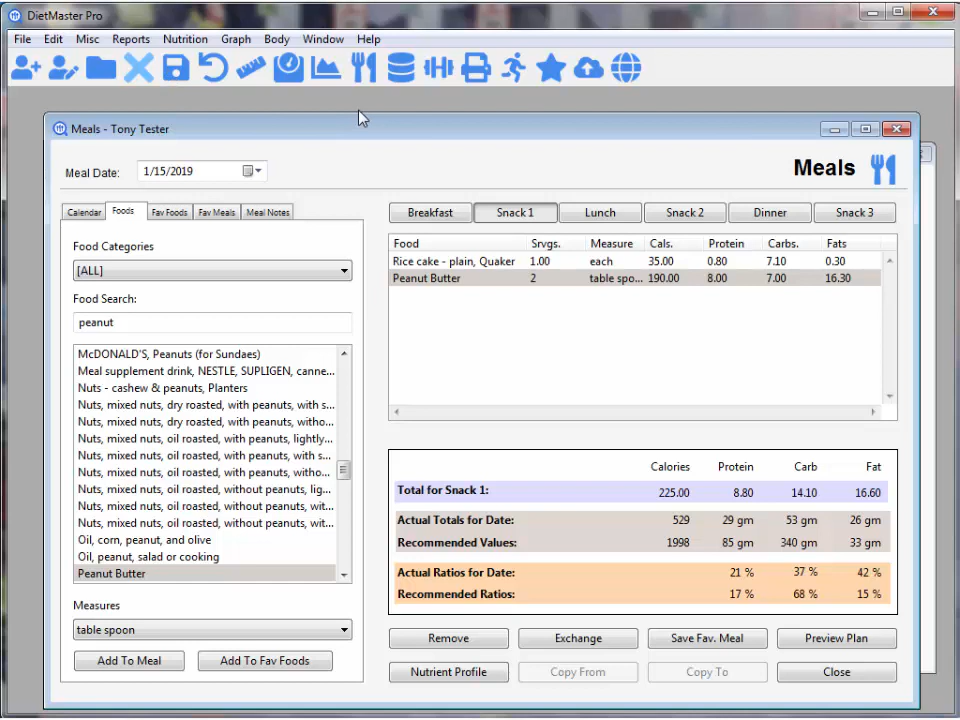 DietMaster Pro
File Edit Misc Reports Nutrition Graph Body Window Help
Meals - Tony Tester
Meal Date: 1/15/2019
Meals
Calendar Foods Fav Foods Fav Meals Meal Notes
Breakfast Snack 1 Lunch Snack 2 Dinner Snack 3
Food Categories
[ALL]
Food Search:
peanut
McDONALD'S, Peanuts (for Sundaes)
Meal supplement drink, NESTLE, SUPLIGEN, canne...
Nuts - cashew & peanuts, Planters
Nuts, mixed nuts, dry roasted, with peanuts, with s...
Nuts, mixed nuts, dry roasted, with peanuts, witho...
Nuts, mixed nuts, oil roasted, with peanuts, lightly...
Nuts, mixed nuts, oil roasted, with peanuts, with s...
Nuts, mixed nuts, oil roasted, with peanuts, witho...
Nuts, mixed nuts, oil roasted, without peanuts, lig...
Nuts, mixed nuts, oil roasted, without peanuts, wit...
Nuts, mixed nuts, oil roasted, without peanuts, wit...
Oil, corn, peanut, and olive
Oil, peanut, salad or cooking
Peanut Butter
Measures
table spoon
Add To Meal Add To Fav Foods
Food Srvgs. Measure Cals. Protein Carbs. Fats
Rice cake - plain, Quaker 1.00 each 35.00 0.80 7.10 0.30
Peanut Butter 2 table spo... 190.00 8.00 7.00 16.30
Calories Protein Carb Fat
Total for Snack 1: 225.00 8.80 14.10 16.60
Actual Totals for Date: 529 29 gm 53 gm 26 gm
Recommended Values: 1998 85 gm 340 gm 33 gm
Actual Ratios for Date: 21 % 37 % 42 %
Recommended Ratios: 17 % 68 % 15 %
Remove Exchange Save Fav. Meal Preview Plan
Nutrient Profile Copy From Copy To Close